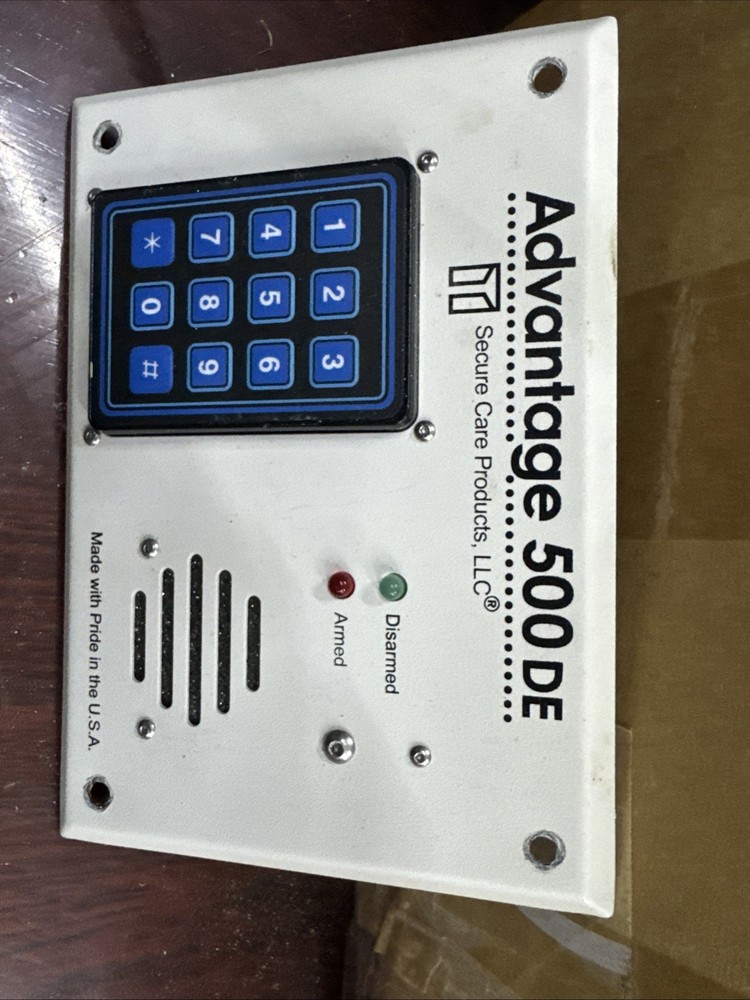 Advantage 500 DE
Secure Care Products, LLC®
1 2 3
4 5 6
7 8 9
* 0 #
Disarmed
Armed
Made with Pride in the U.S.A.